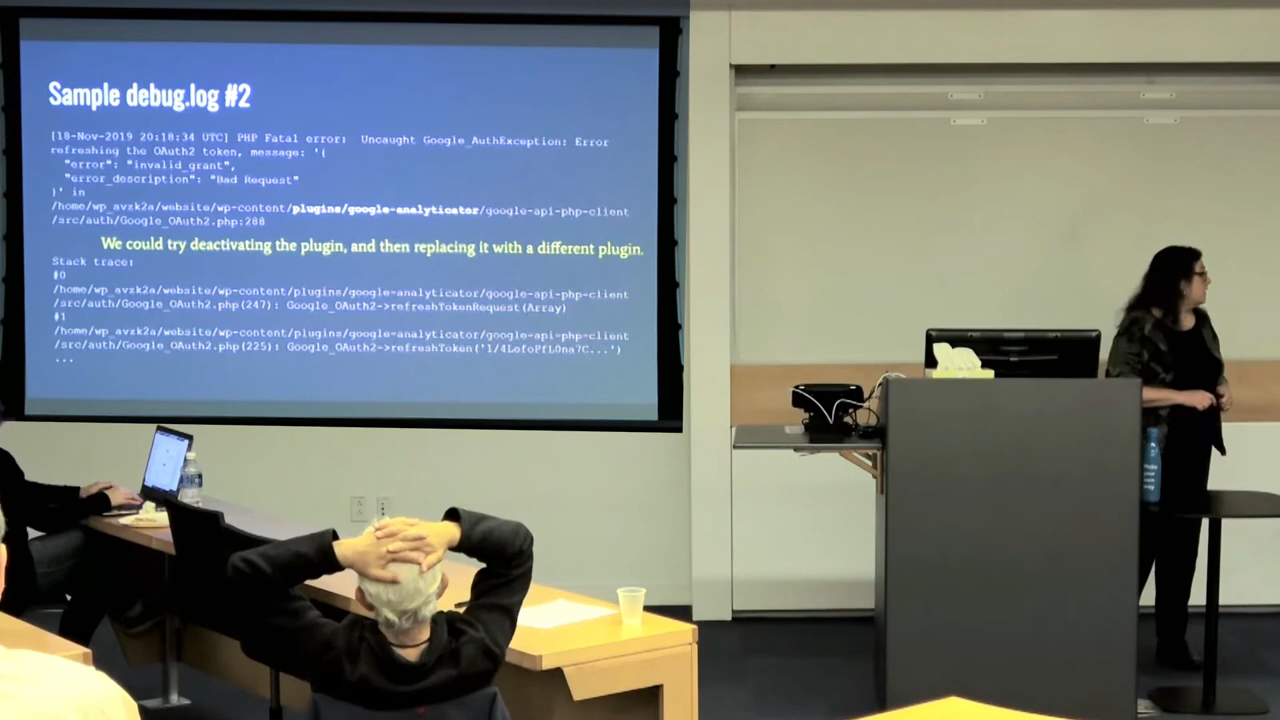 Sample debug.log #2
[18-Nov-2019 20:18:34 UTC] PHP Fatal error:  Uncaught Google_AuthException: Error
refreshing the OAuth2 token, message: '{
"error": "invalid_grant",
"error_description": "Bad Request"
}' in
/home/wp_avzk2a/website/wp-content/plugins/google-analyticator/google-api-php-client
/src/auth/Google_OAuth2.php:288
We could try deactivating the plugin, and then replacing it with a different plugin.
Stack trace:
#0
/home/wp_avzk2a/website/wp-content/plugins/google-analyticator/google-api-php-client
/src/auth/Google_OAuth2.php(247): Google_OAuth2->refreshTokenRequest(Array)
#1
/home/wp_avzk2a/website/wp-content/plugins/google-analyticator/google-api-php-client
/src/auth/Google_OAuth2.php(225): Google_OAuth2->refreshToken('1/4LefoPfL0na7C...')
...
Make
your
own
way